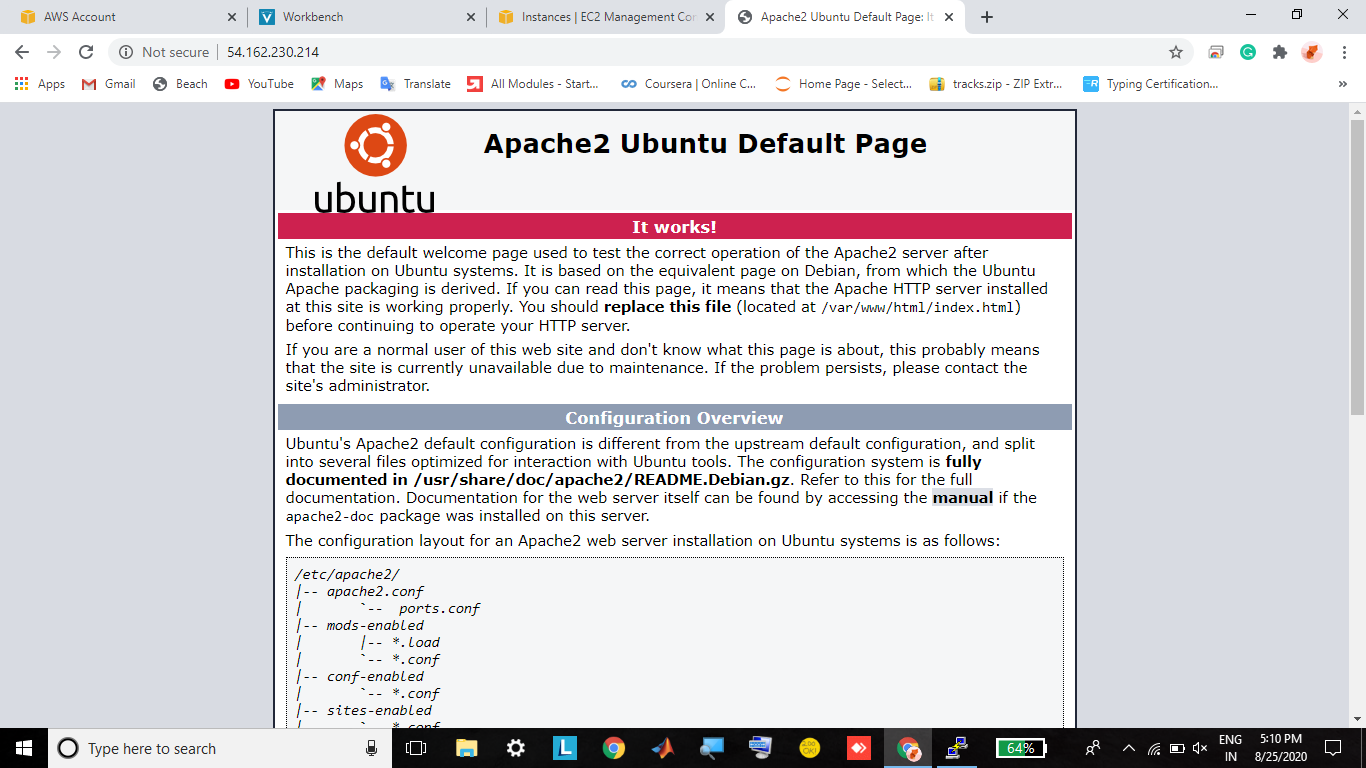 AWS Account
Workbench
Instances | EC2 Management Con
Apache2 Ubuntu Default Page: It
Not secure
54.162.230.214
Apps
Gmail
Beach
YouTube
Maps
Translate
All Modules - Start...
Coursera | Online C...
Home Page - Select...
tracks.zip - ZIP Extr...
Typing Certification...
»
ubuntu
Apache2 Ubuntu Default Page
It works!
This is the default welcome page used to test the correct operation of the Apache2 server after
installation on Ubuntu systems. It is based on the equivalent page on Debian, from which the Ubuntu
Apache packaging is derived. If you can read this page, it means that the Apache HTTP server installed
at this site is working properly. You should replace this file (located at /var/www/html/index.html)
before continuing to operate your HTTP server.
If you are a normal user of this web site and don't know what this page is about, this probably means
that the site is currently unavailable due to maintenance. If the problem persists, please contact the
site's administrator.
Configuration Overview
Ubuntu's Apache2 default configuration is different from the upstream default configuration, and split
into several files optimized for interaction with Ubuntu tools. The configuration system is fully
documented in /usr/share/doc/apache2/README.Debian.gz. Refer to this for the full
documentation. Documentation for the web server itself can be found by accessing the manual if the
apache2-doc package was installed on this server.
The configuration layout for an Apache2 web server installation on Ubuntu systems is as follows:
/etc/apache2/
|-- apache2.conf
|       `--  ports.conf
|-- mods-enabled
|       |-- *.load
|       `-- *.conf
|-- conf-enabled
|       `-- *.conf
|-- sites-enabled
|       `-- *.conf
Type here to search
L
64%
ENG
IN
5:10 PM
8/25/2020